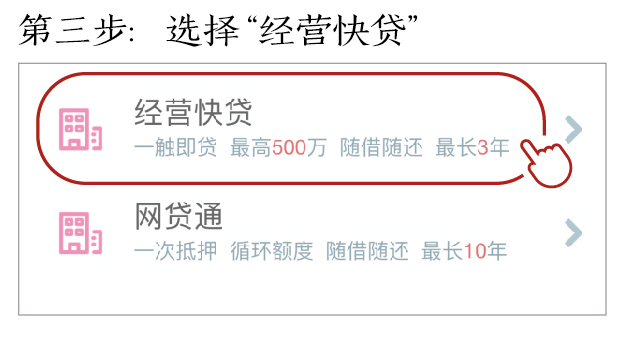 第三步： 选择“经营快贷”
经营快贷
一触即贷 最高500万 随借随还 最长3年
网贷通
一次抵押 循环额度 随借随还 最长10年